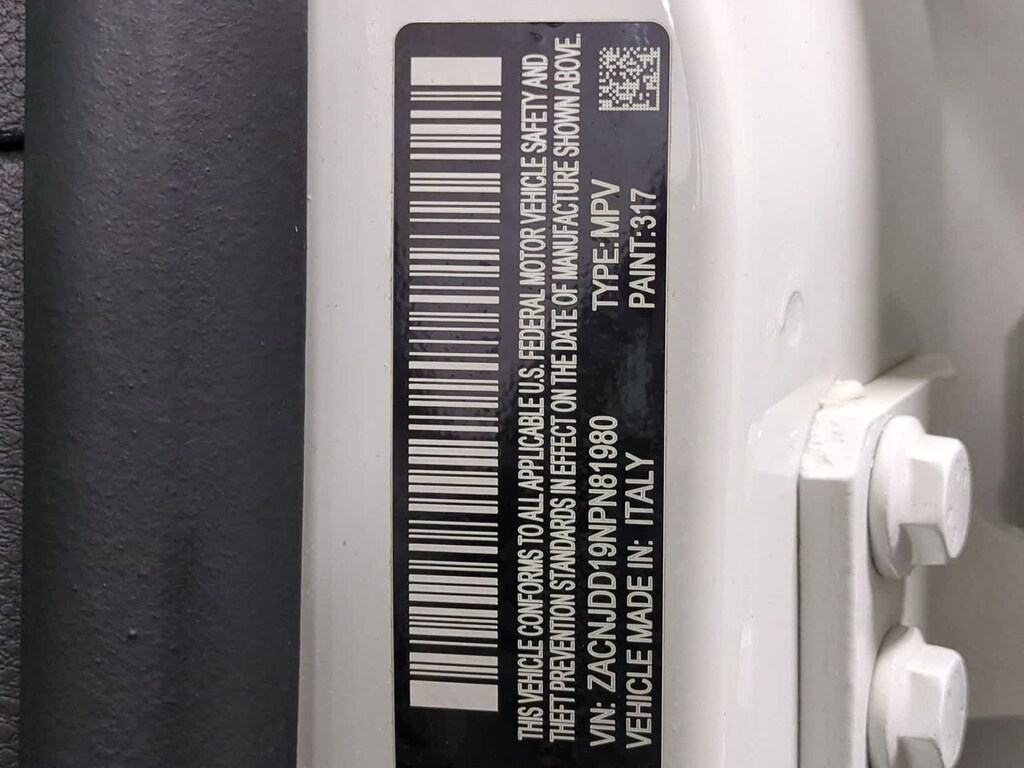 THIS VEHICLE CONFORMS TO ALL APPLICABLE U.S. FEDERAL MOTOR VEHICLE SAFETY AND
THEFT PREVENTION STANDARDS IN EFFECT ON THE DATE OF MANUFACTURE SHOWN ABOVE.
VIN: ZACNJDD19NPN81980 TYPE:MPV
VEHICLE MADE IN: ITALY PAINT:317